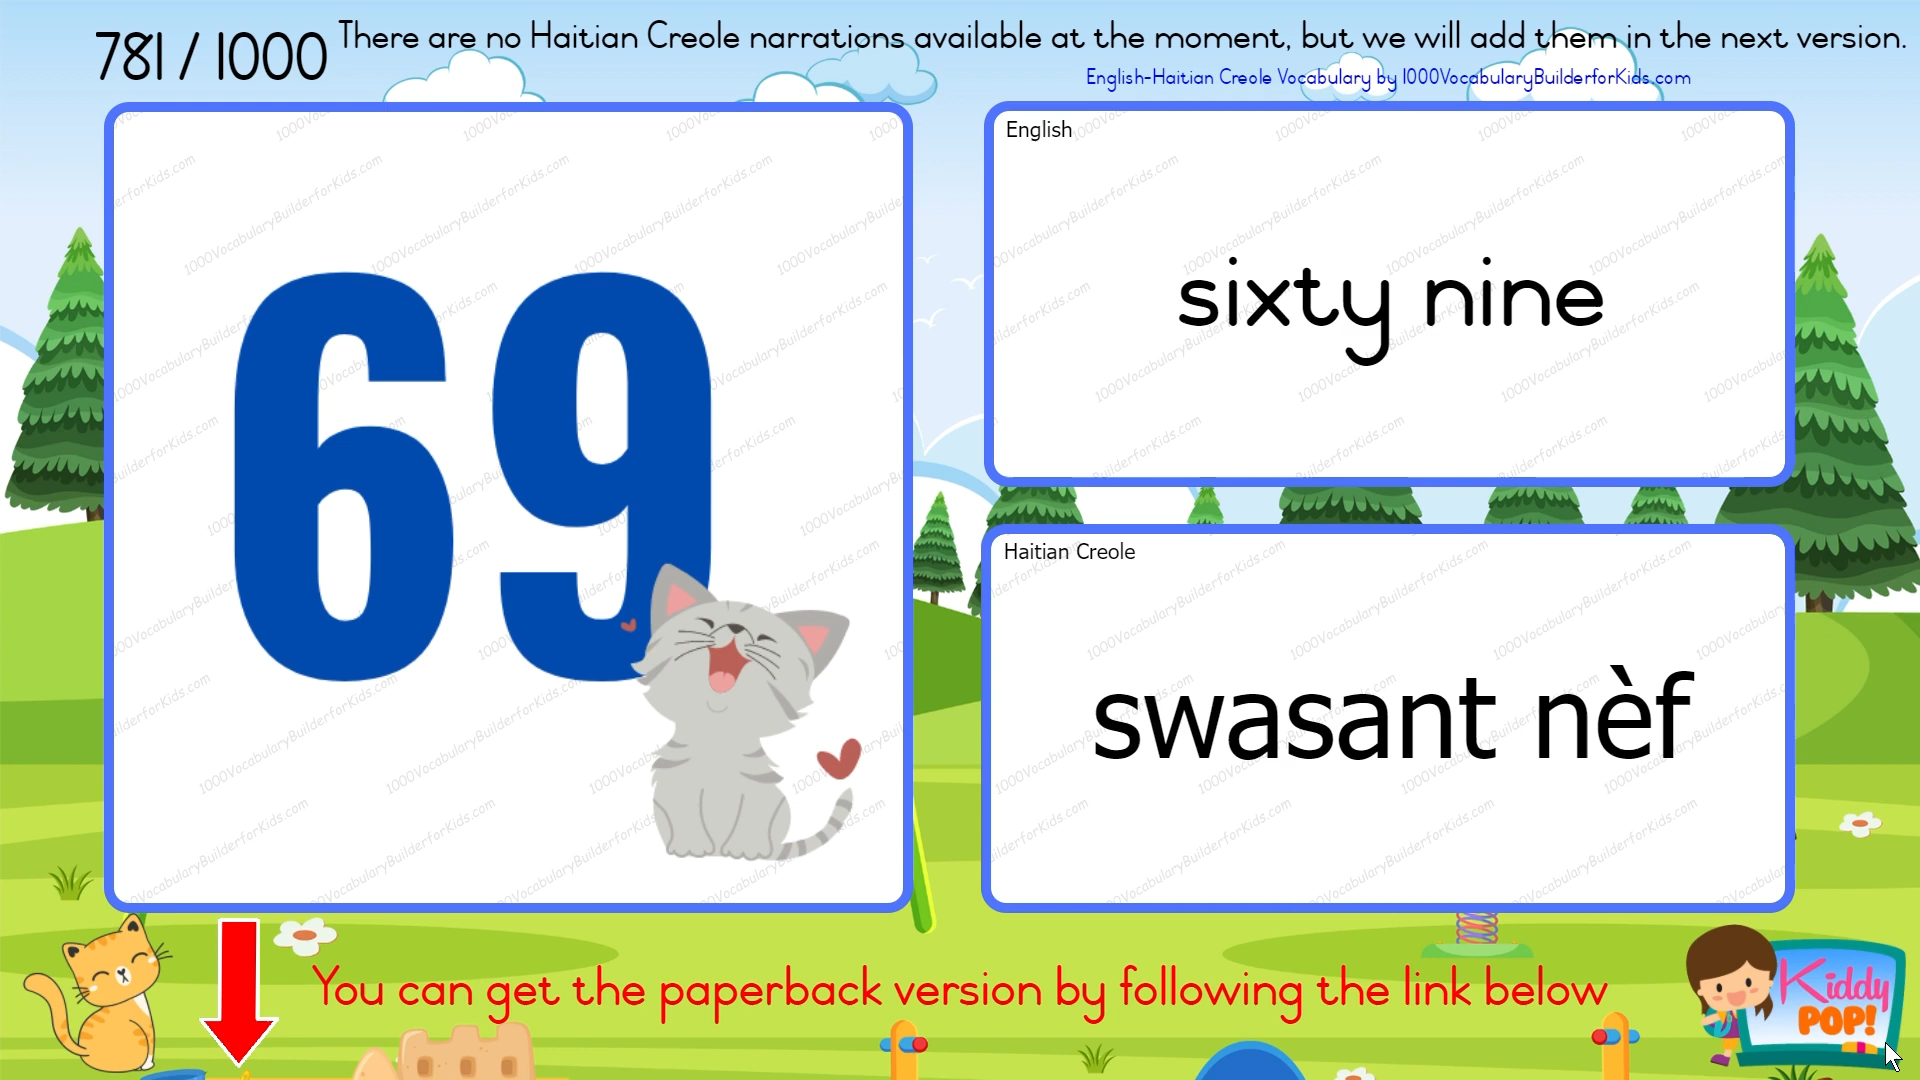 781 / 1000
There are no Haitian Creole narrations available at the moment, but we will add them in the next version.
English-Haitian Creole Vocabulary by 1000VocabularyBuilderforKids.com
English
sixty nine
69
Haitian Creole
swasant nèf
You can get the paperback version by following the link below
Kiddy
POP!
1000VocabularyBuilderforKids.com